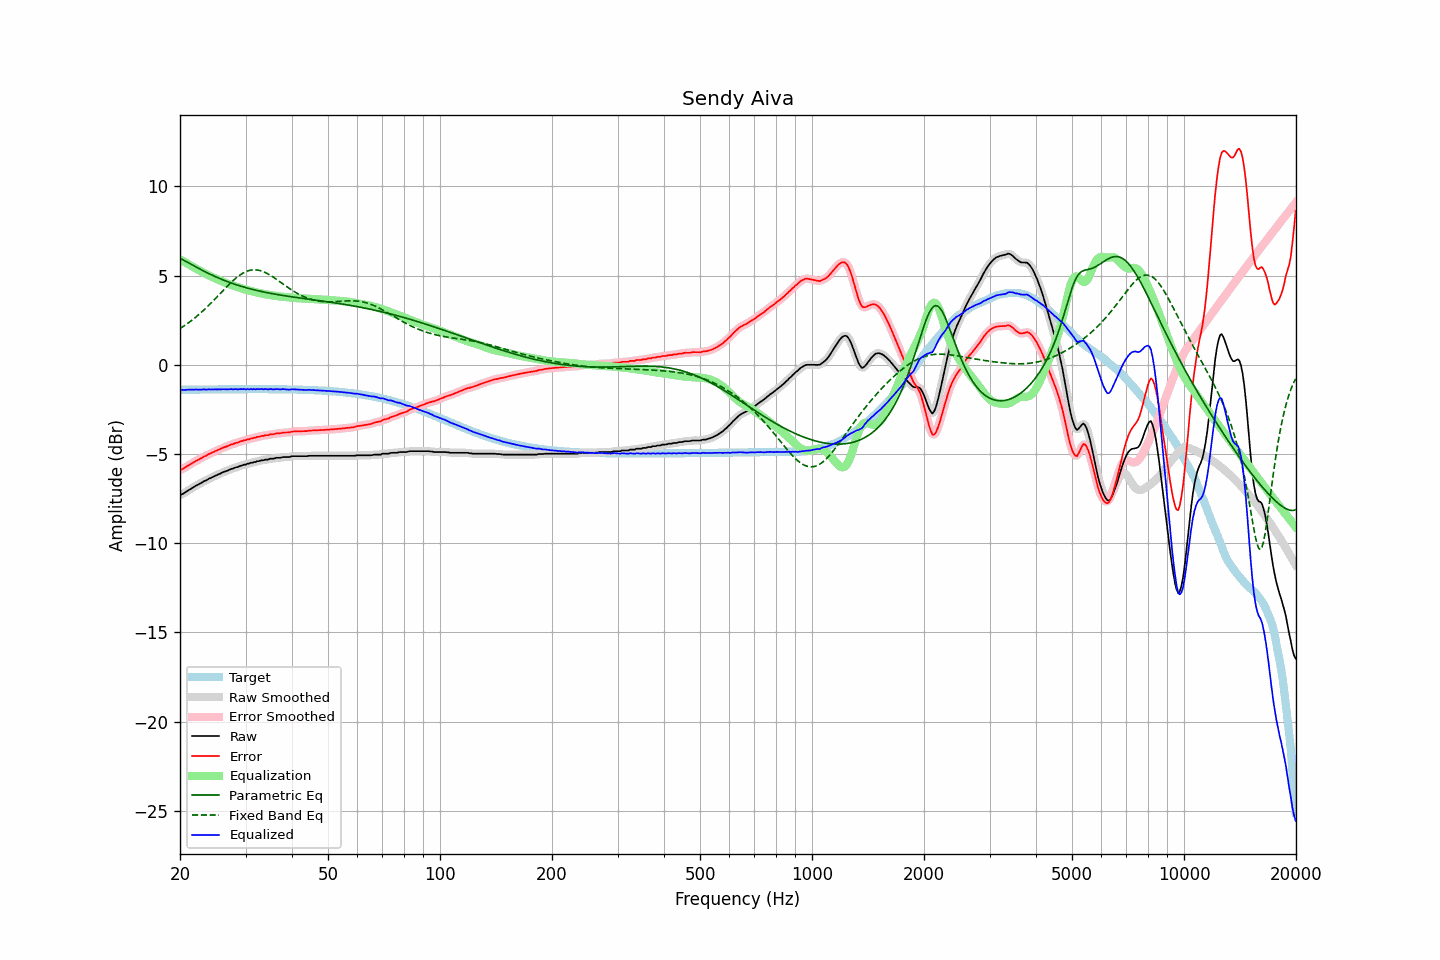 Sendy Aiva
Amplitude (dBr)
10
5
0
−5
−10
−15
−20
−25
Target
Raw Smoothed
Error Smoothed
Raw
Error
Equalization
Parametric Eq
Fixed Band Eq
Equalized
20 50 100 200 500 1000 2000 5000 10000 20000
Frequency (Hz)